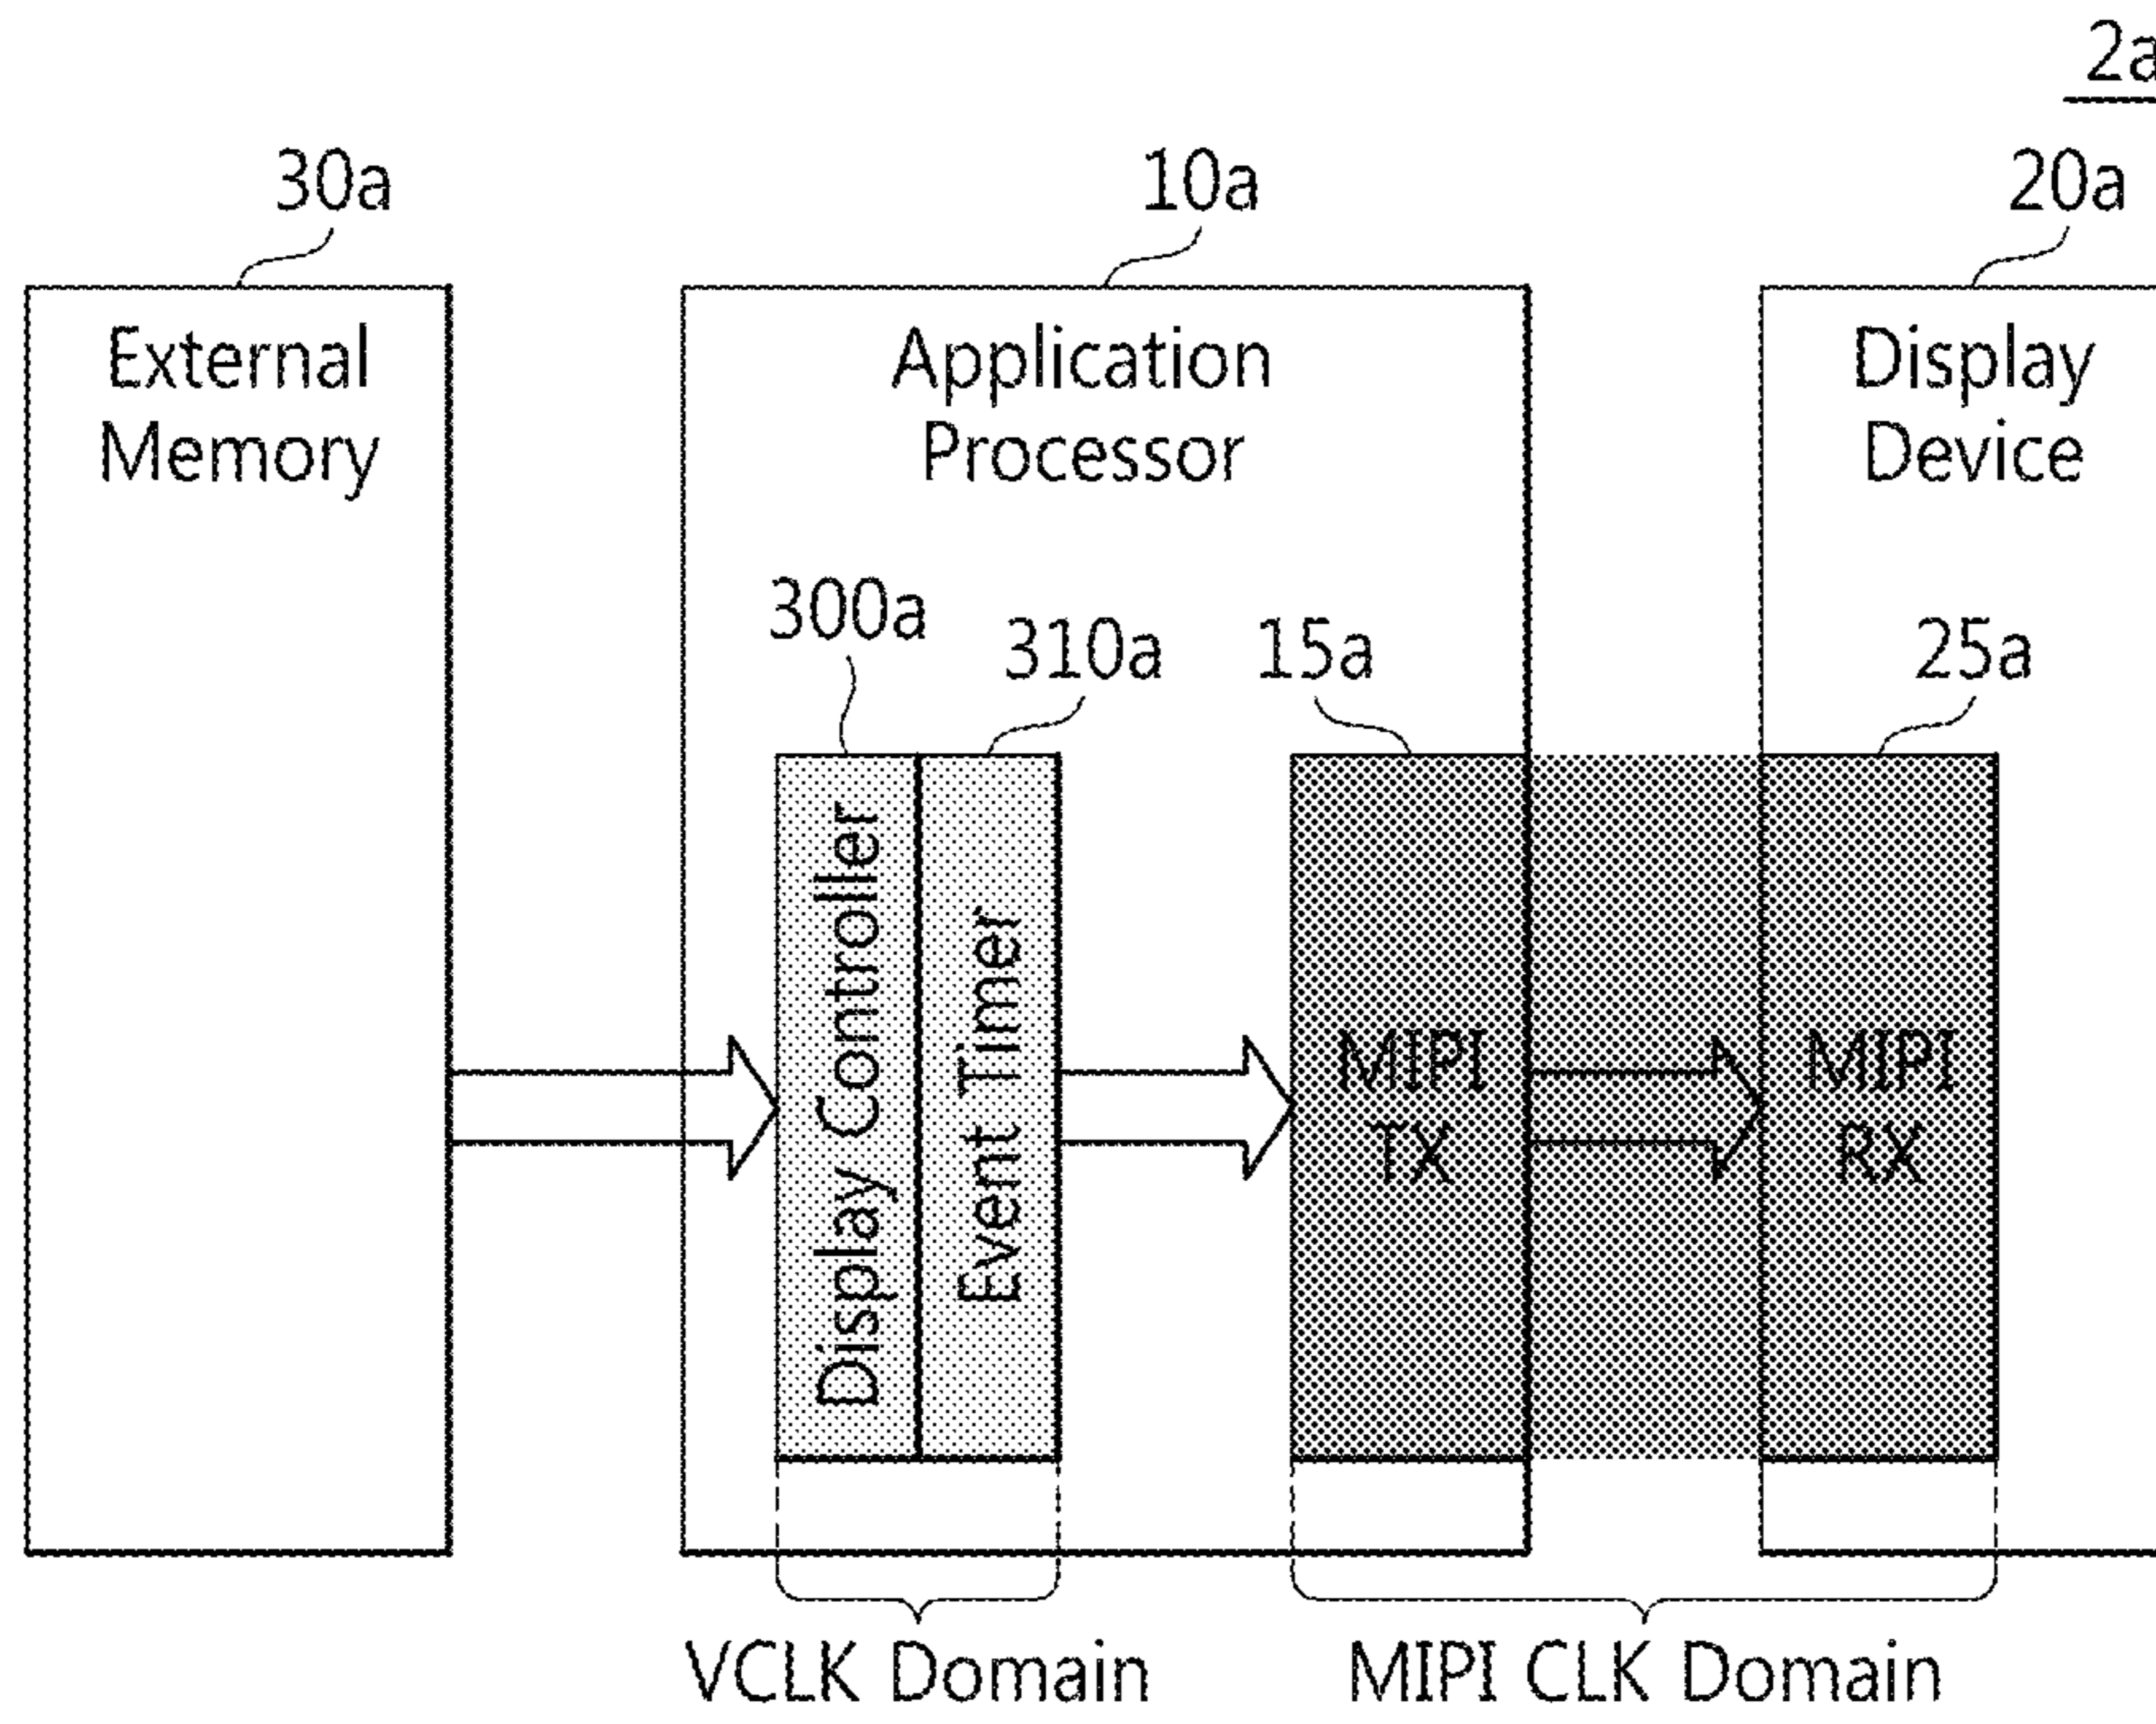 2a
30a
10a
20a
External
Memory
Application
Processor
Display
Device
300a
310a
15a
25a
Display Controller
Event Timer
MIPI
TX
MIPI
RX
VCLK Domain
MIPI CLK Domain